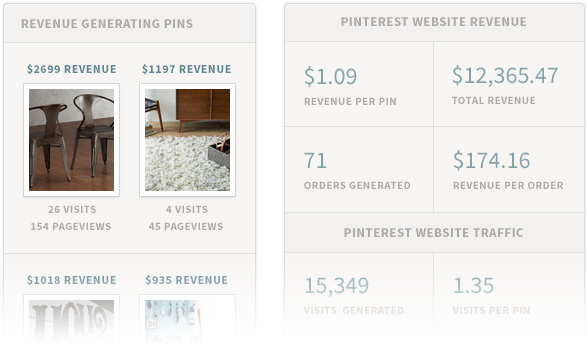 REVENUE GENERATING PINS
$2699 REVENUE
$1197 REVENUE
26 VISITS
154 PAGEVIEWS
4 VISITS
45 PAGEVIEWS
$1018 REVENUE
$935 REVENUE
PINTEREST WEBSITE REVENUE
$1.09
REVENUE PER PIN
$12,365.47
TOTAL REVENUE
71
ORDERS GENERATED
$174.16
REVENUE PER ORDER
PINTEREST WEBSITE TRAFFIC
15,349
VISITS GENERATED
1.35
VISITS PER PIN